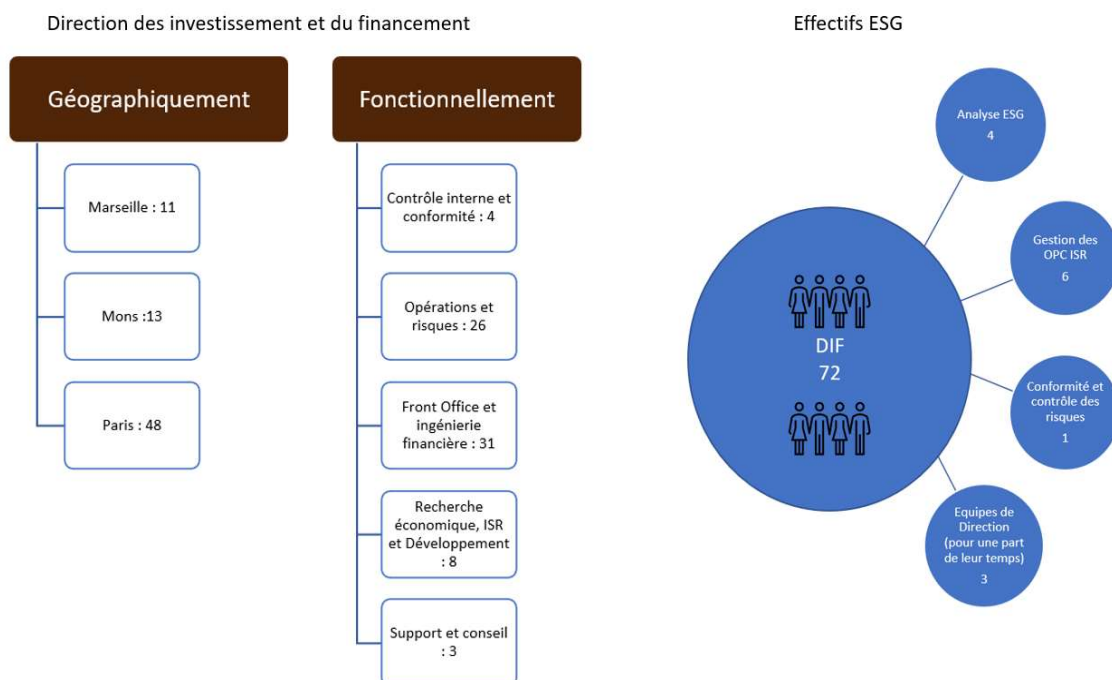 Direction des investissement et du financement
Géographiquement
Marseille : 11
Mons :13
Paris : 48
Fonctionnellement
Contrôle interne et
conformité : 4
Opérations et
risques : 26
Front Office et
ingénierie
financière : 31
Recherche
économique, ISR
et Développement
: 8
Support et conseil
: 3
Effectifs ESG
DIF
72
Analyse ESG
4
Gestion des
OPC ISR
6
Conformité et
contrôle des
risques
1
Equipes de
Direction
(pour une part
de leur temps)
3